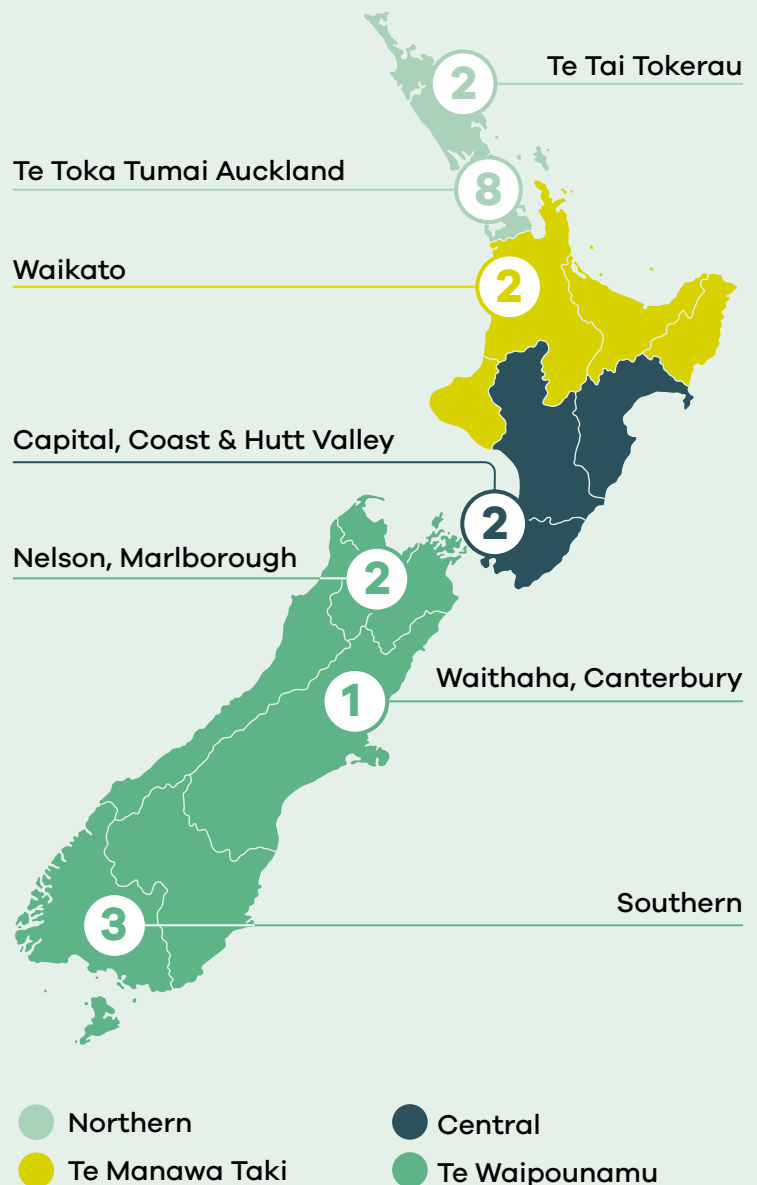 Te Tai Tokerau
2
Te Toka Tumai Auckland
8
Waikato
2
Capital, Coast & Hutt Valley
2
Nelson, Marlborough
2
Waithaha, Canterbury
1
Southern
3
Northern
Central
Te Manawa Taki
Te Waipounamu